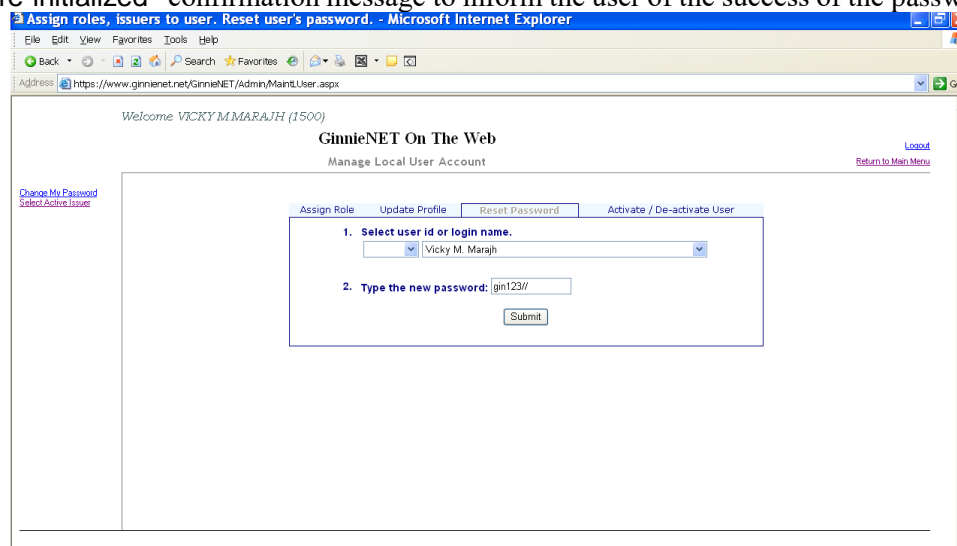 re-initialized" confirmation message to inform the user of the success of the passw
Assign roles, issuers to user. Reset user's password. - Microsoft Internet Explorer
File Edit View Favorites Tools Help
Back Search Favorites
Address https://www.ginnienet.net/GinnieNET/Admin/MaintLUser.aspx G
Welcome VICKY M.MARAJH (1500)
GinnieNET On The Web
Logout
Manage Local User Account
Return to Main Menu
Change My Password
Select Active Issuer
Assign Role Update Profile Reset Password Activate / De-activate User
1. Select user id or login name.
Vicky M. Marajh
2. Type the new password: gin123//
Submit